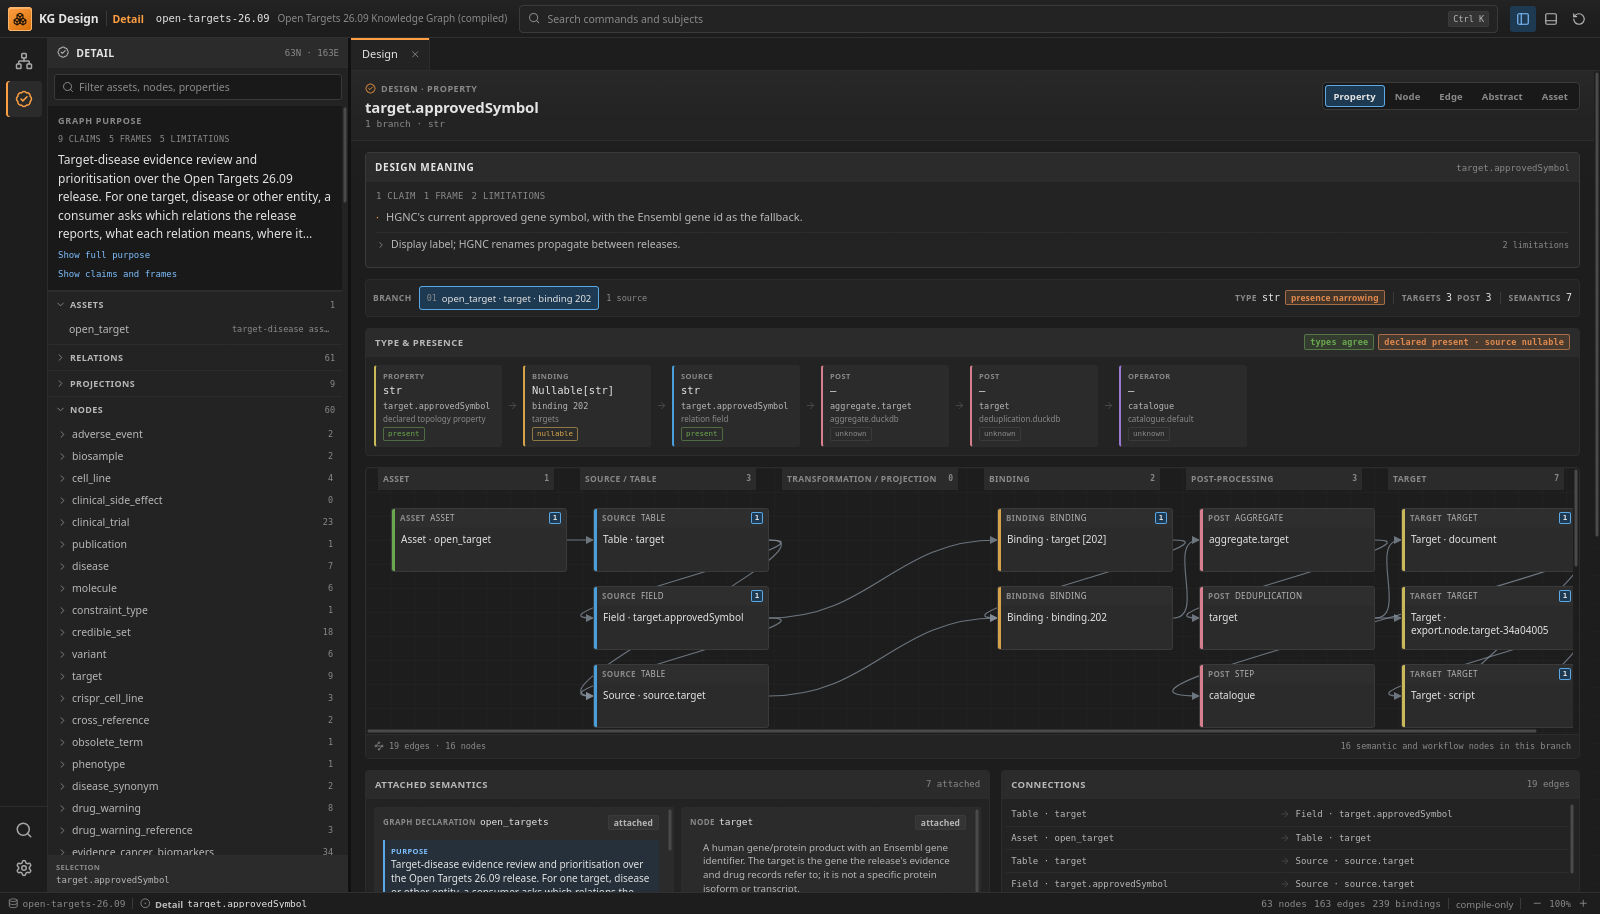 KG Design Detail open-targets-26.09 Open Targets 26.09 Knowledge Graph (compiled) Search commands and subjects Ctrl K
DETAIL 63N · 163E
Filter assets, nodes, properties
GRAPH PURPOSE
9 CLAIMS 5 FRAMES 5 LIMITATIONS
Target-disease evidence review and
prioritisation over the Open Targets 26.09
release. For one target, disease or other entity, a
consumer asks which relations the release
reports, what each relation means, where it...
Show full purpose
Show claims and frames
ASSETS 1
open_target target-disease ass…
RELATIONS 61
PROJECTIONS 9
NODES 60
adverse_event 2
biosample 2
cell_line 4
clinical_side_effect 0
clinical_trial 23
publication 1
disease 7
molecule 6
constraint_type 1
credible_set 18
variant 6
target 9
crispr_cell_line 3
cross_reference 2
obsolete_term 1
phenotype 1
disease_synonym 2
drug_warning 8
drug_warning_reference 3
evidence_cancer_biomarkers 34
SELECTION
target.approvedSymbol
Design ×
DESIGN · PROPERTY
target.approvedSymbol
1 branch · str
Property Node Edge Abstract Asset
DESIGN MEANING target.approvedSymbol
1 CLAIM 1 FRAME 2 LIMITATIONS
· HGNC's current approved gene symbol, with the Ensembl gene id as the fallback.
Display label; HGNC renames propagate between releases. 2 limitations
BRANCH 01 open_target · target · binding 202 1 source TYPE str presence narrowing TARGETS 3 POST 3 SEMANTICS 7
TYPE & PRESENCE types agree declared present · source nullable
PROPERTY
str
target.approvedSymbol
declared topology property
present
BINDING
Nullable[str]
binding 202
targets
nullable
SOURCE
str
target.approvedSymbol
relation field
present
POST
—
aggregate.target
aggregate.duckdb
unknown
POST
—
target
deduplication.duckdb
unknown
OPERATOR
—
catalogue
catalogue.default
unknown
ASSET 1 SOURCE / TABLE 3 TRANSFORMATION / PROJECTION 0 BINDING 2 POST-PROCESSING 3 TARGET 7
ASSET ASSET 1
Asset · open_target
SOURCE TABLE 1
Table · target
BINDING BINDING 1
Binding · target [202]
POST AGGREGATE
aggregate.target
TARGET TARGET 1
Target · document
SOURCE FIELD 1
Field · target.approvedSymbol
BINDING BINDING
Binding · binding.202
POST DEDUPLICATION
target
TARGET TARGET 1
Target ·
export.node.target-34a04005
SOURCE TABLE
Source · source.target
POST STEP
catalogue
TARGET TARGET 1
Target · script
19 edges · 16 nodes 16 semantic and workflow nodes in this branch
ATTACHED SEMANTICS 7 attached
GRAPH DECLARATION open_targets attached
PURPOSE
Target-disease evidence review and prioritisation over
the Open Targets 26.09 release. For one target, disease
or other entity, a consumer asks which relations the
NODE target attached
A human gene/protein product with an Ensembl gene
identifier. The target is the gene the release's evidence
and drug records refer to; it is not a specific protein
isoform or transcript.
CONNECTIONS 19 edges
Table · target → Field · target.approvedSymbol
Asset · open_target → Table · target
Table · target → Source · source.target
Field · target.approvedSymbol → Source · source.target
open-targets-26.09 Detail target.approvedSymbol 63 nodes 163 edges 239 bindings compile-only − 100% +